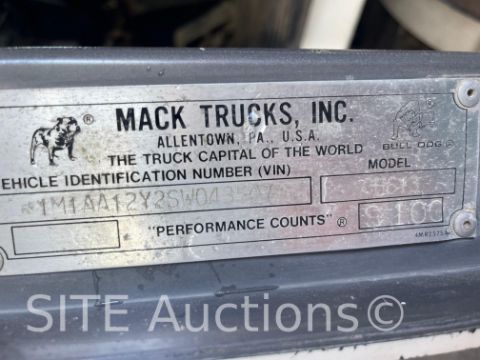 MACK TRUCKS, INC.
ALLENTOWN, PA., U.S.A.
THE TRUCK CAPITAL OF THE WORLD
BULL DOG ®
VEHICLE IDENTIFICATION NUMBER (VIN) MODEL
"PERFORMANCE COUNTS" ®
SITE Auctions ©